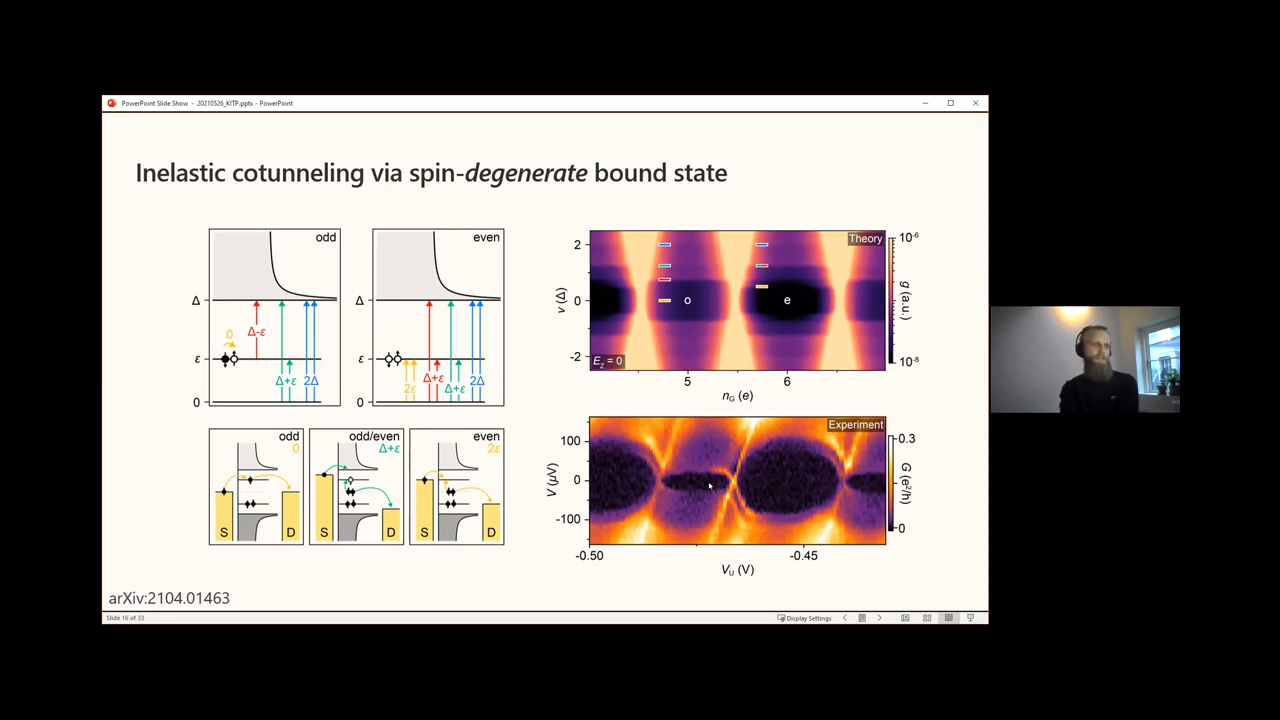 PowerPoint Slide Show - 20210526_KITP.pptx - PowerPoint
Inelastic cotunneling via spin-degenerate bound state
odd
Δ
0
Δ-ε
ε
Δ+ε
2Δ
0
even
Δ
ε
2ε
Δ+ε
Δ+ε
2Δ
0
odd
0
S
D
odd/even
Δ+ε
S
D
even
2ε
S
D
Theory
2
0
-2
v (Δ)
o
e
E_Z = 0
5
6
n_G (e)
10⁻⁶
10⁻⁸
g (a.u.)
Experiment
100
0
-100
V (μV)
-0.50
-0.45
V_U (V)
0.3
0
G (e²/h)
arXiv:2104.01463
Slide 16 of 33
Display Settings